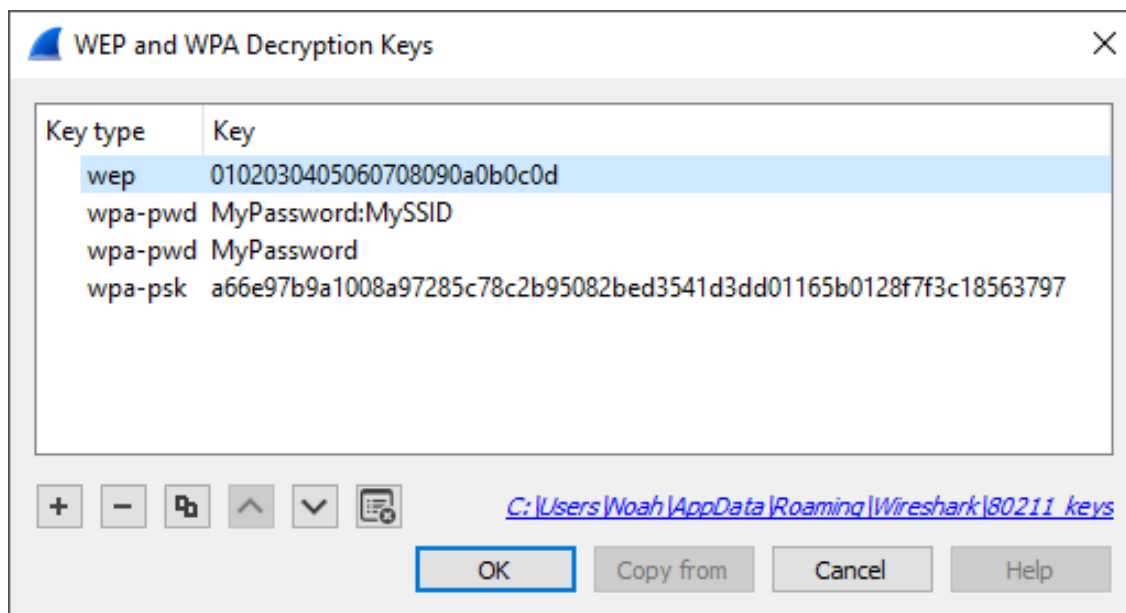 WEP and WPA Decryption Keys
Key type Key
wep 0102030405060708090a0b0c0d
wpa-pwd MyPassword:MySSID
wpa-pwd MyPassword
wpa-psk a66e97b9a1008a97285c78c2b95082bed3541d3dd01165b0128f7f3c18563797
C:\Users\Noah\AppData\Roaming\Wireshark\80211_keys
OK Copy from Cancel Help